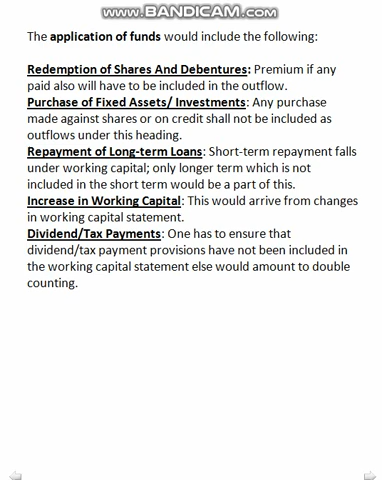 www.BANDICAM.com
The application of funds would include the following:
Redemption of Shares And Debentures: Premium if any
paid also will have to be included in the outflow.
Purchase of Fixed Assets/ Investments: Any purchase
made against shares or on credit shall not be included as
outflows under this heading.
Repayment of Long-term Loans: Short-term repayment falls
under working capital; only longer term which is not
included in the short term would be a part of this.
Increase in Working Capital: This would arrive from changes
in working capital statement.
Dividend/Tax Payments: One has to ensure that
dividend/tax payment provisions have not been included in
the working capital statement else would amount to double
counting.